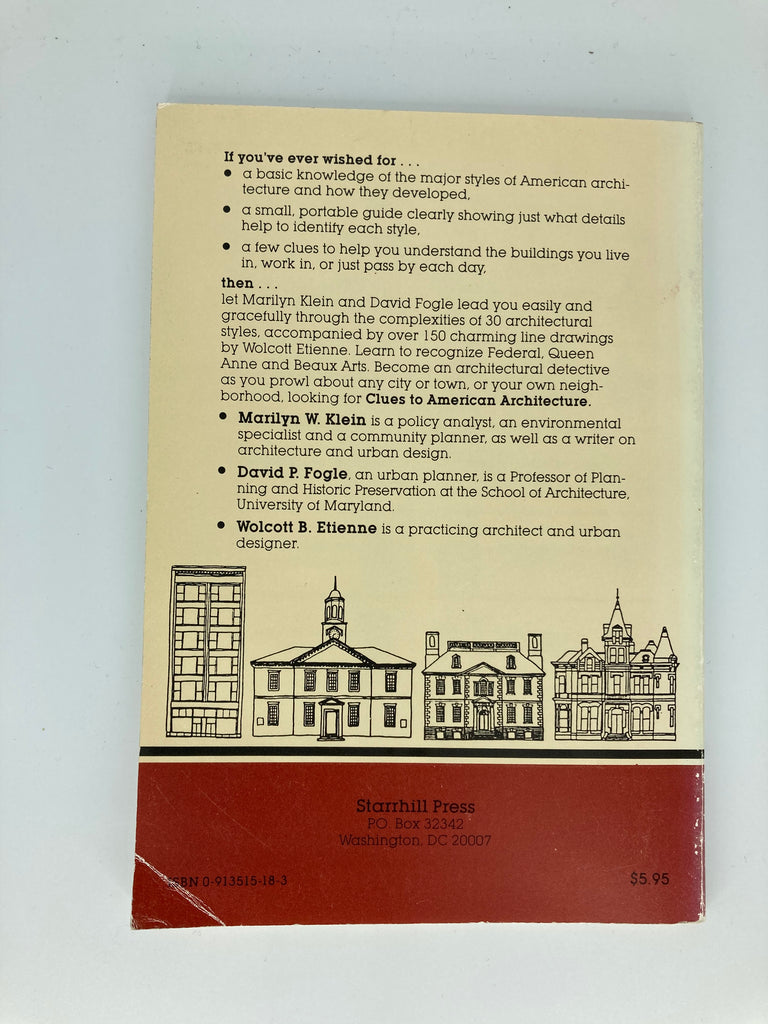 If you've ever wished for . . .
• a basic knowledge of the major styles of American archi-
tecture and how they developed,
• a small, portable guide clearly showing just what details
help to identify each style,
• a few clues to help you understand the buildings you live
in, work in, or just pass by each day,
then . . .
let Marilyn Klein and David Fogle lead you easily and
gracefully through the complexities of 30 architectural
styles, accompanied by over 150 charming line drawings
by Wolcott Etienne. Learn to recognize Federal, Queen
Anne and Beaux Arts. Become an architectural detective
as you prowl about any city or town, or your own neigh-
borhood, looking for Clues to American Architecture.
• Marilyn W. Klein is a policy analyst, an environmental
specialist and a community planner, as well as a writer on
architecture and urban design.
• David P. Fogle, an urban planner, is a Professor of Plan-
ning and Historic Preservation at the School of Architecture,
University of Maryland.
• Wolcott B. Etienne is a practicing architect and urban
designer.
Starrhill Press
P.O. Box 32342
Washington, DC 20007
ISBN 0-913515-18-3
$5.95